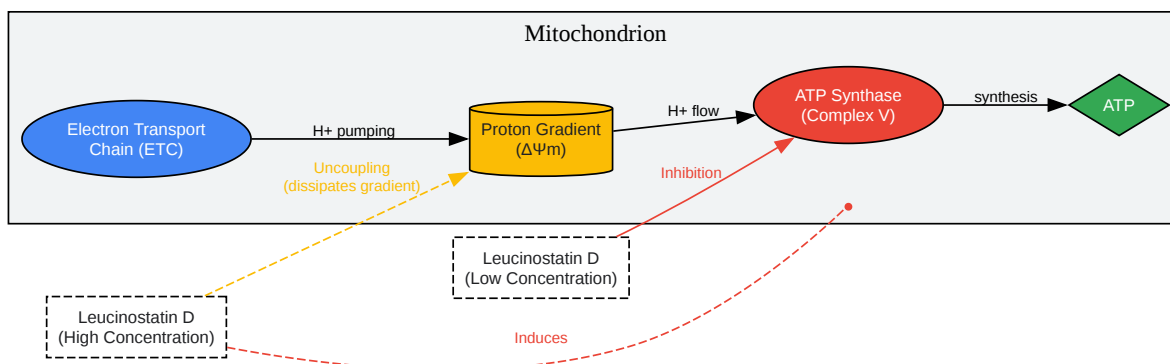 Mitochondrion
Electron Transport
Chain (ETC)
H+ pumping
Proton Gradient
(ΔΨm)
H+ flow
ATP Synthase
(Complex V)
synthesis
ATP
Uncoupling
(dissipates gradient)
Inhibition
Leucinostatin D
(Low Concentration)
Leucinostatin D
(High Concentration)
Induces